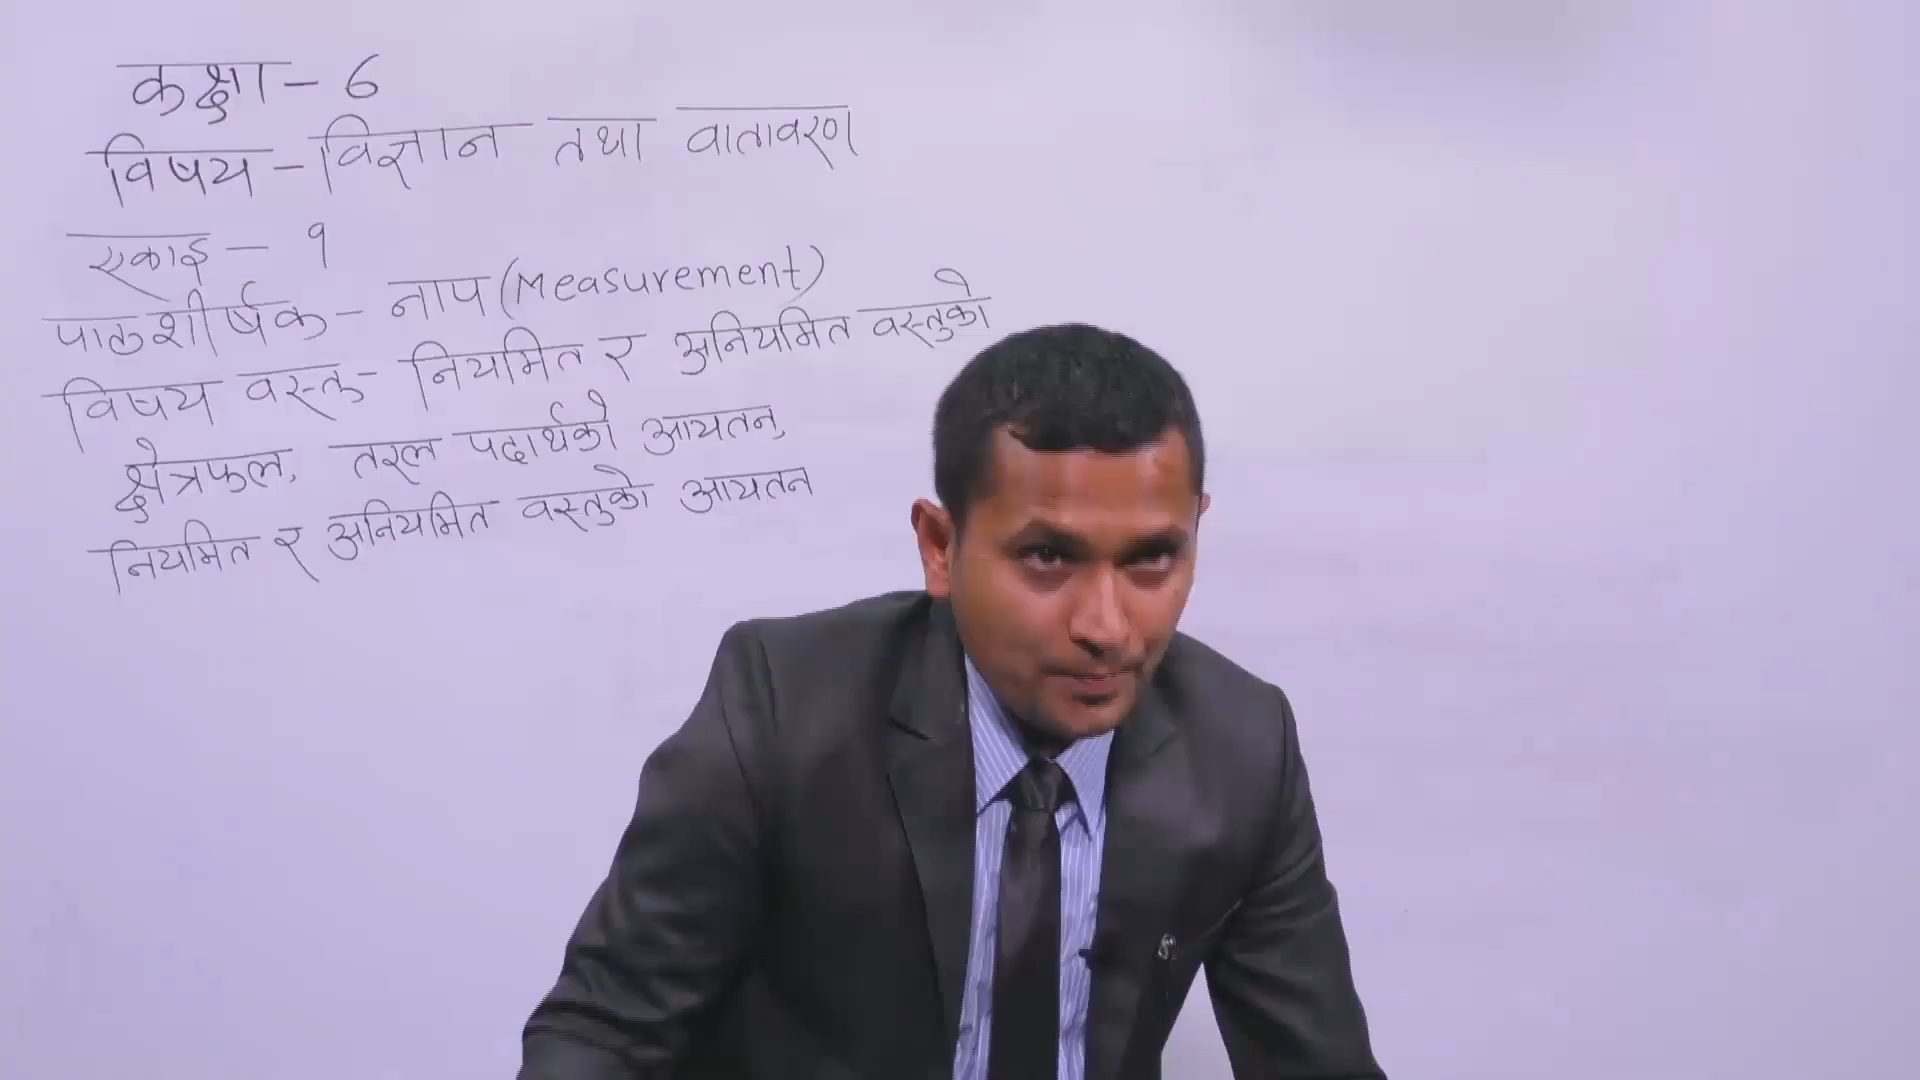 कक्षा - 6
विषय - विज्ञान तथा वातावरण
एकाइ - १
पाठशीर्षक - नाप (Measurement)
विषय वस्तु - नियमित र अनियमित वस्तुको
क्षेत्रफल, तरल पदार्थको आयतन,
नियमित र अनियमित वस्तुको आयतन